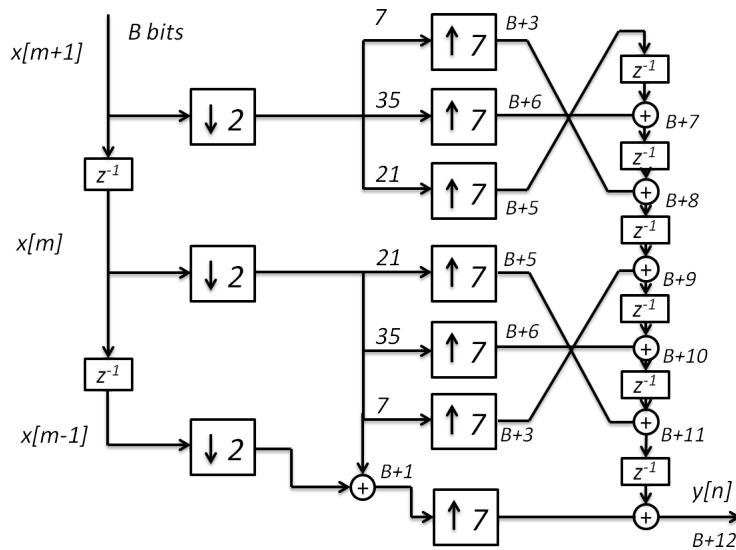 7
B+3
x[m+1]
B bits
↑ 7
z⁻¹
35
B+6
↓ 2
↑ 7
+
B+7
z⁻¹
z⁻¹
21
↑ 7
B+5
+
B+8
z⁻¹
x[m]
21
B+5
↓ 2
↑ 7
+
B+9
z⁻¹
35
B+6
↑ 7
+
B+10
z⁻¹
z⁻¹
7
↑ 7
B+3
+
B+11
x[m-1]
↓ 2
B+1
z⁻¹
+
↑ 7
y[n]
+
B+12